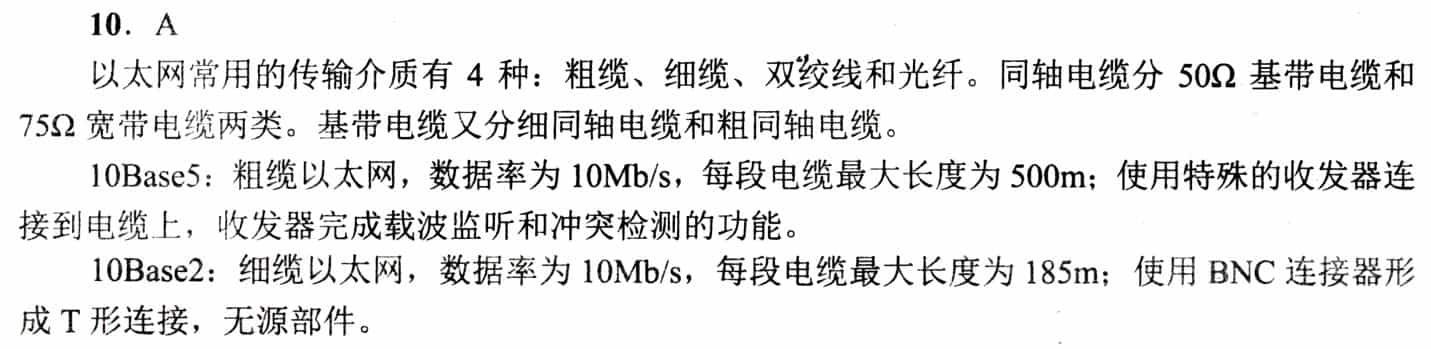 10. A
以太网常用的传输介质有 4 种：粗缆、细缆、双绞线和光纤。同轴电缆分 50Ω 基带电缆和
75Ω 宽带电缆两类。基带电缆又分细同轴电缆和粗同轴电缆。
10Base5：粗缆以太网，数据率为 10Mb/s，每段电缆最大长度为 500m；使用特殊的收发器连
接到电缆上，收发器完成载波监听和冲突检测的功能。
10Base2：细缆以太网，数据率为 10Mb/s，每段电缆最大长度为 185m；使用 BNC 连接器形
成 T 形连接，无源部件。